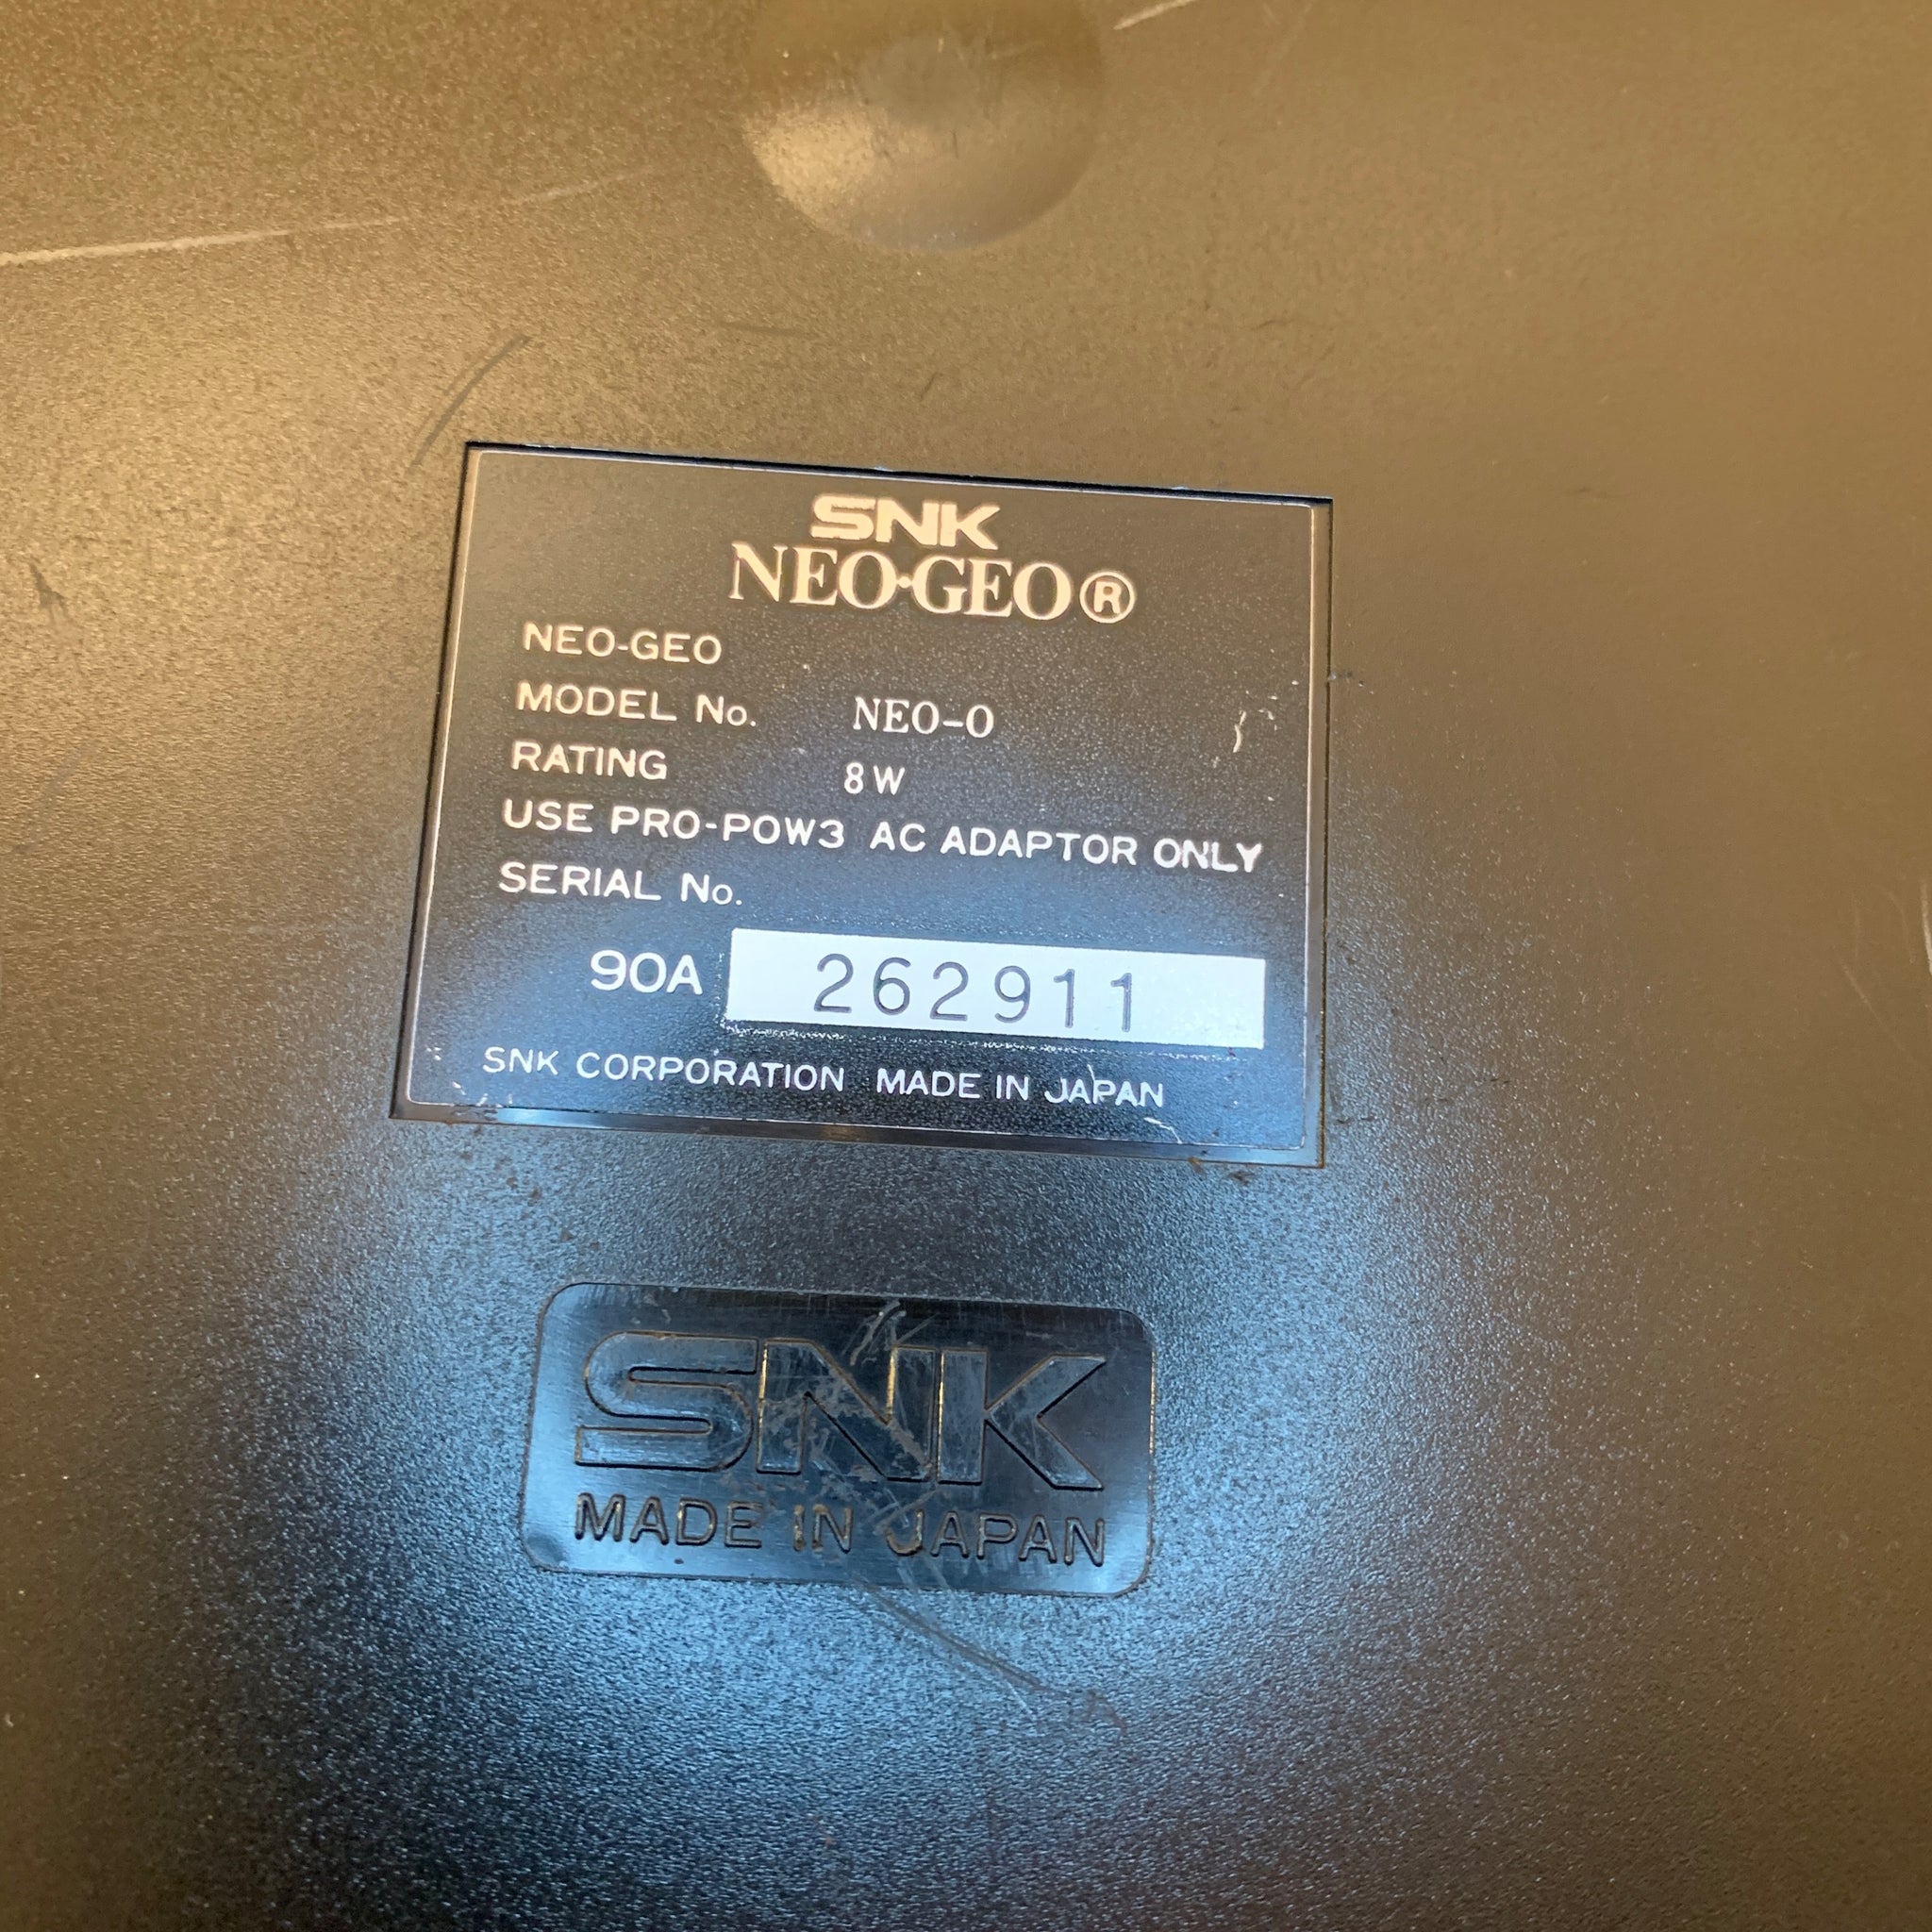 SNK
NEO·GEO®
NEO-GEO
MODEL No. NEO-O
RATING 8W
USE PRO-POW3 AC ADAPTOR ONLY
SERIAL No.
90A 262911
SNK CORPORATION MADE IN JAPAN
SNK
MADE IN JAPAN